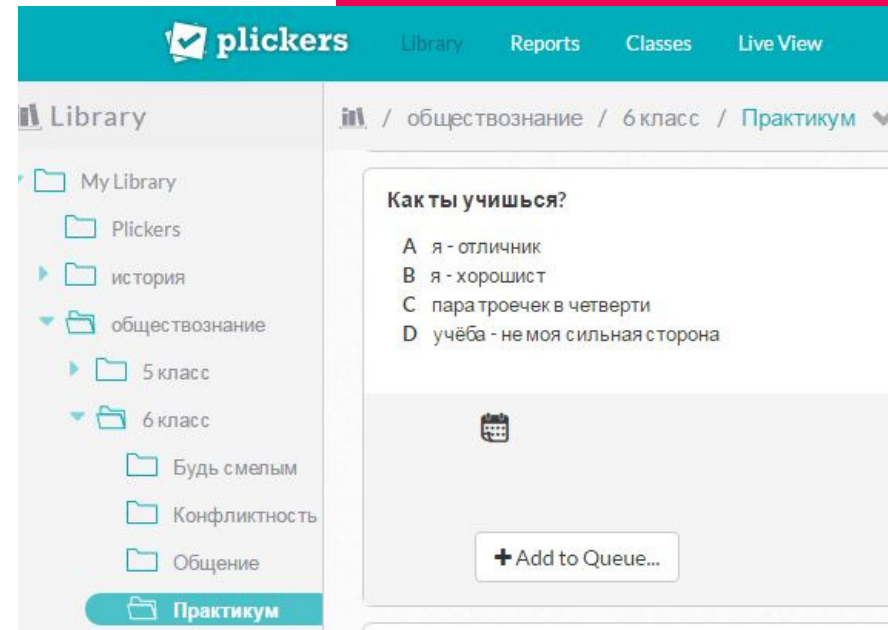 plickers Library Reports Classes Live View
Library
/ обществознание / 6 класс / Практикум
My Library
Plickers
история
обществознание
5 класс
6 класс
Будь смелым
Конфликтность
Общение
Практикум
Как ты учишься?
A я - отличник
B я - хорошист
C пара троечек в четверти
D учёба - не моя сильная сторона
+ Add to Queue...